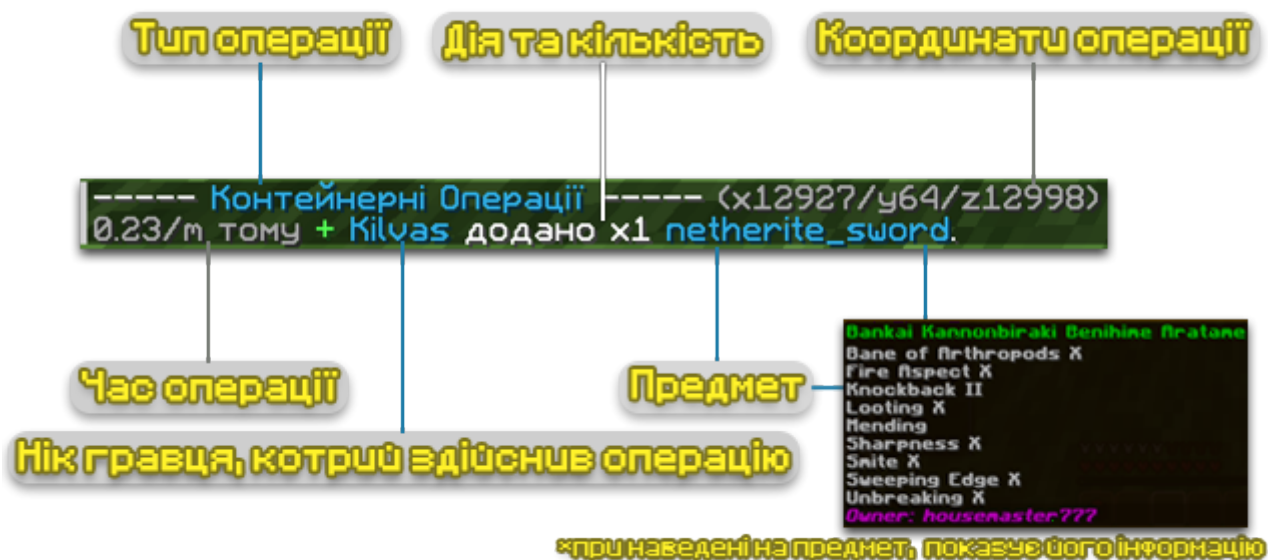 Тип операції
Дія та кількість
Координати операції
----- Контейнерні Операції ----- (x12927/y64/z12998)
0.23/m тому + Kilvas додано x1 netherite_sword.
Час операції
Предмет
Нік гравця, котрий здійснив операцію
Bankai Kannonbiraki Benihime Aratame
Bane of Arthropods X
Fire Aspect X
Knockback II
Looting X
Mending
Sharpness X
Smite X
Sweeping Edge X
Unbreaking X
Owner: housemaster777
*при наведені на предмет, показує його інформацію